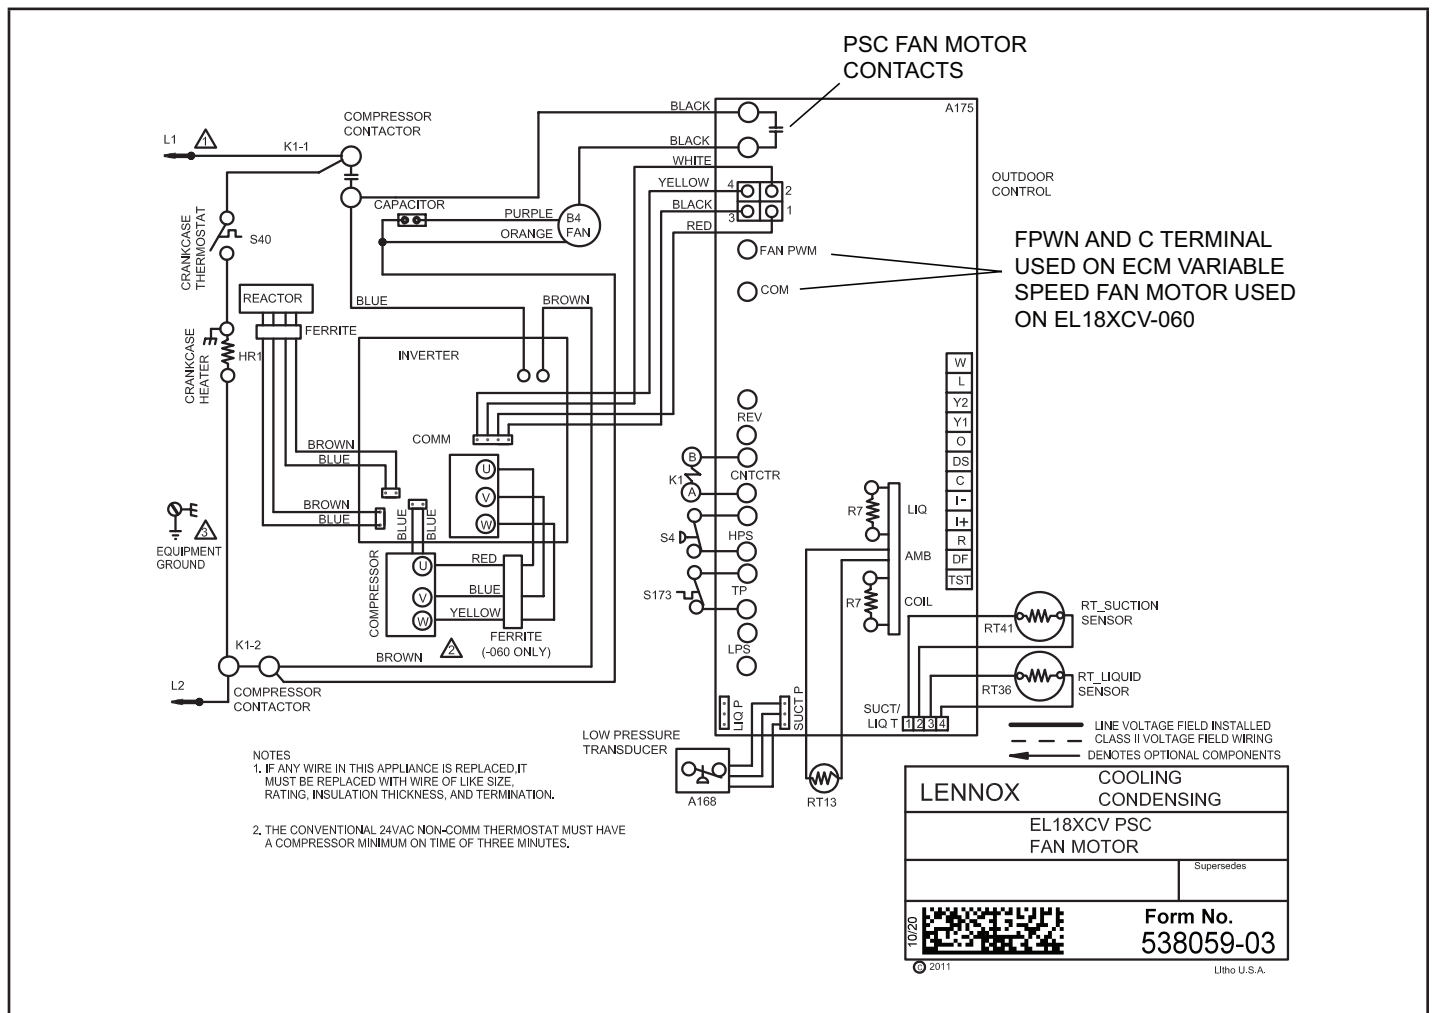 PSC FAN MOTOR
CONTACTS
A175
BLACK
BLACK
WHITE
YELLOW
BLACK
RED
4
2
3
1
COMPRESSOR
CONTACTOR
L1
1
K1-1
CAPACITOR
PURPLE
ORANGE
B4
FAN
OUTDOOR
CONTROL
CRANKCASE
THERMOSTAT
S40
FAN PWM
COM
FPWN AND C TERMINAL
USED ON ECM VARIABLE
SPEED FAN MOTOR USED
ON EL18XCV-060
REACTOR
FERRITE
BLUE
BROWN
CRANKCASE
HEATER
HR1
INVERTER
COMM
BROWN
BLUE
BROWN
BLUE
BLUE
BLUE
U
V
W
REV
B
K1
A
CNTCTR
S4
HPS
S173
TP
LPS
W
L
Y2
Y1
O
DS
C
I-
I+
R
DF
TST
R7
LIQ
AMB
R7
COIL
3
EQUIPMENT
GROUND
COMPRESSOR
U
V
W
RED
BLUE
YELLOW
2
FERRITE
(-060 ONLY)
K1-2
BROWN
L2
COMPRESSOR
CONTACTOR
RT41
RT_SUCTION
SENSOR
RT36
RT_LIQUID
SENSOR
LIQ P
SUCT P
SUCT/
LIQ T
1 2 3 4
LOW PRESSURE
TRANSDUCER
A168
RT13
LINE VOLTAGE FIELD INSTALLED
CLASS II VOLTAGE FIELD WIRING
DENOTES OPTIONAL COMPONENTS
NOTES
1. IF ANY WIRE IN THIS APPLIANCE IS REPLACED,IT
MUST BE REPLACED WITH WIRE OF LIKE SIZE,
RATING, INSULATION THICKNESS, AND TERMINATION.
2. THE CONVENTIONAL 24VAC NON-COMM THERMOSTAT MUST HAVE
A COMPRESSOR MINIMUM ON TIME OF THREE MINUTES.
LENNOX
COOLING
CONDENSING
EL18XCV PSC
FAN MOTOR
Supersedes
10/20
Form No.
538059-03
© 2011
Litho U.S.A.